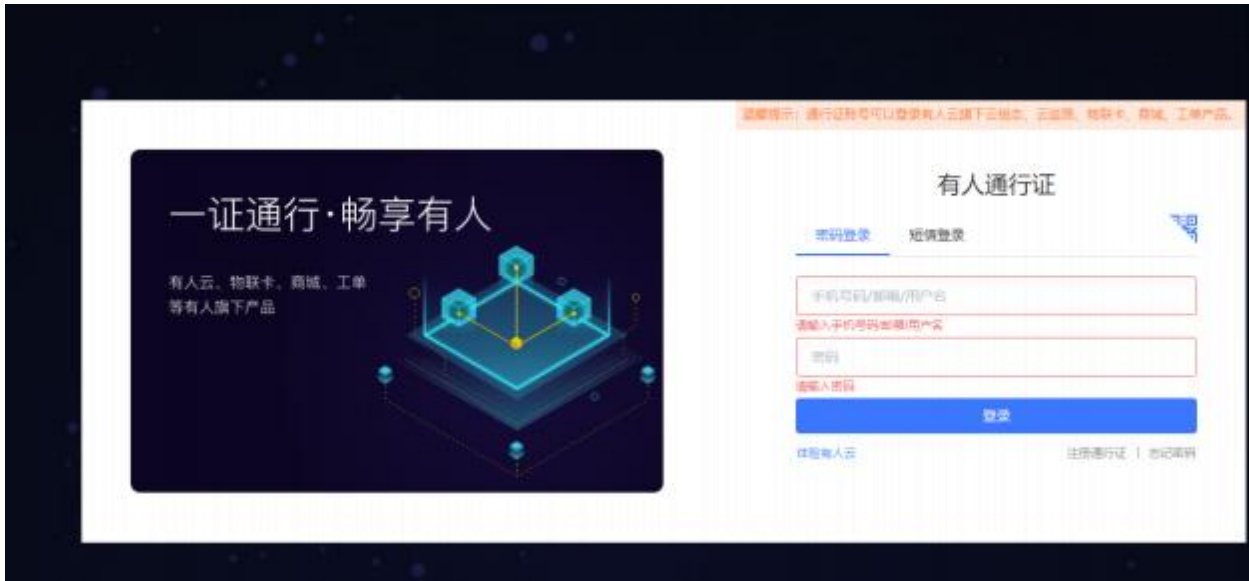 温馨提示：通行证账号可以登录有人云旗下云组态、云监测、物联卡、商城、工单产品。
一证通行·畅享有人
有人云、物联卡、商城、工单
等有人旗下产品
有人通行证
密码登录 短信登录
手机号码/邮箱/用户名
请输入手机号码/邮箱/用户名
密码
请输入密码
登录
体验有人云 注册通行证 | 忘记密码